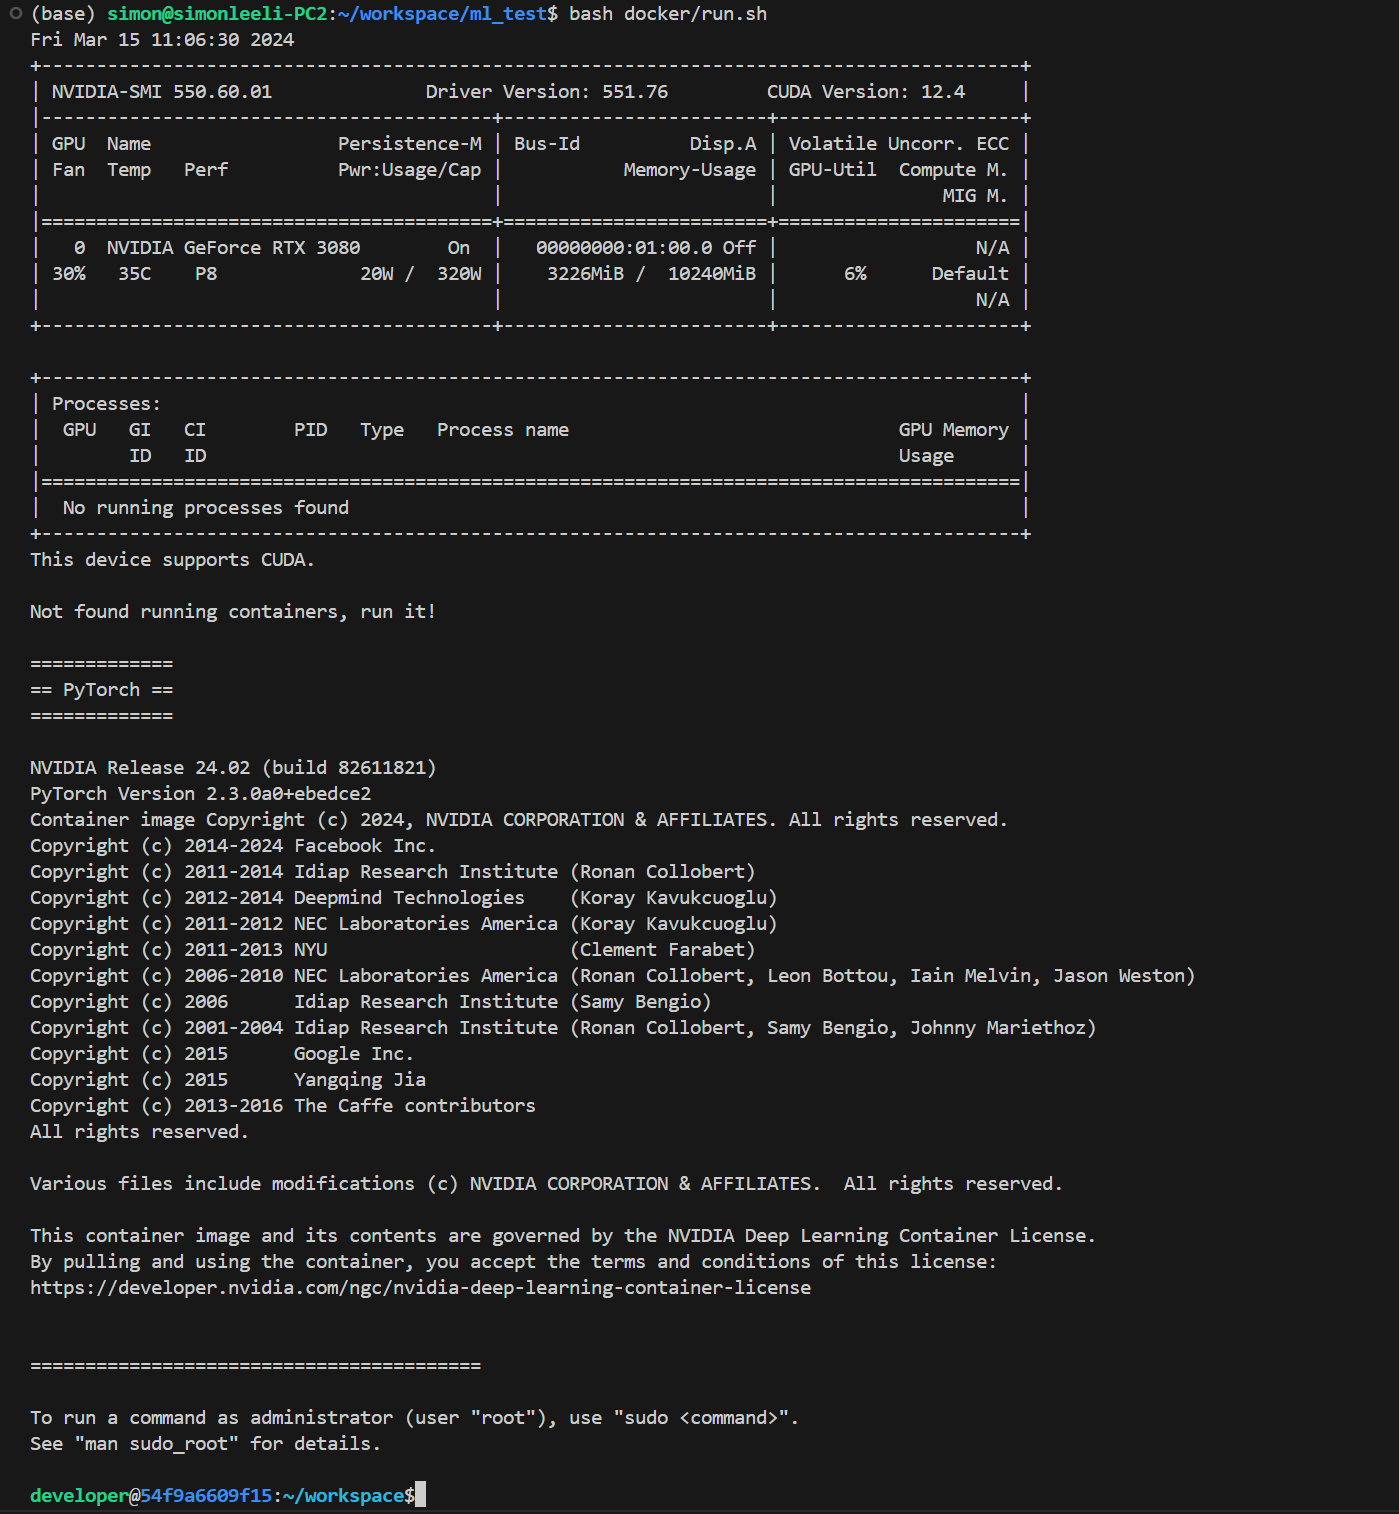 (base) simon@simonleeli-PC2:~/workspace/ml_test$ bash docker/run.sh
Fri Mar 15 11:06:30 2024
+-----------------------------------------------------------------------------------------+
| NVIDIA-SMI 550.60.01              Driver Version: 551.76         CUDA Version: 12.4     |
|-----------------------------------------+------------------------+----------------------+
| GPU  Name                 Persistence-M | Bus-Id          Disp.A | Volatile Uncorr. ECC |
| Fan  Temp   Perf          Pwr:Usage/Cap |           Memory-Usage | GPU-Util  Compute M. |
|                                         |                        |               MIG M. |
|=========================================+========================+======================|
|   0  NVIDIA GeForce RTX 3080        On  |   00000000:01:00.0 Off |                  N/A |
| 30%   35C    P8             20W /  320W |    3226MiB /  10240MiB |      6%      Default |
|                                         |                        |                  N/A |
+-----------------------------------------+------------------------+----------------------+

+-----------------------------------------------------------------------------------------+
| Processes:                                                                              |
|  GPU   GI   CI        PID   Type   Process name                              GPU Memory |
|        ID   ID                                                               Usage      |
|=========================================================================================|
|  No running processes found                                                             |
+-----------------------------------------------------------------------------------------+
This device supports CUDA.

Not found running containers, run it!

=============
== PyTorch ==
=============

NVIDIA Release 24.02 (build 82611821)
PyTorch Version 2.3.0a0+ebedce2
Container image Copyright (c) 2024, NVIDIA CORPORATION & AFFILIATES. All rights reserved.
Copyright (c) 2014-2024 Facebook Inc.
Copyright (c) 2011-2014 Idiap Research Institute (Ronan Collobert)
Copyright (c) 2012-2014 Deepmind Technologies    (Koray Kavukcuoglu)
Copyright (c) 2011-2012 NEC Laboratories America (Koray Kavukcuoglu)
Copyright (c) 2011-2013 NYU                      (Clement Farabet)
Copyright (c) 2006-2010 NEC Laboratories America (Ronan Collobert, Leon Bottou, Iain Melvin, Jason Weston)
Copyright (c) 2006      Idiap Research Institute (Samy Bengio)
Copyright (c) 2001-2004 Idiap Research Institute (Ronan Collobert, Samy Bengio, Johnny Mariethoz)
Copyright (c) 2015      Google Inc.
Copyright (c) 2015      Yangqing Jia
Copyright (c) 2013-2016 The Caffe contributors
All rights reserved.

Various files include modifications (c) NVIDIA CORPORATION & AFFILIATES.  All rights reserved.

This container image and its contents are governed by the NVIDIA Deep Learning Container License.
By pulling and using the container, you accept the terms and conditions of this license:
https://developer.nvidia.com/ngc/nvidia-deep-learning-container-license

=========================================

To run a command as administrator (user "root"), use "sudo <command>".
See "man sudo_root" for details.

developer@54f9a6609f15:~/workspace$